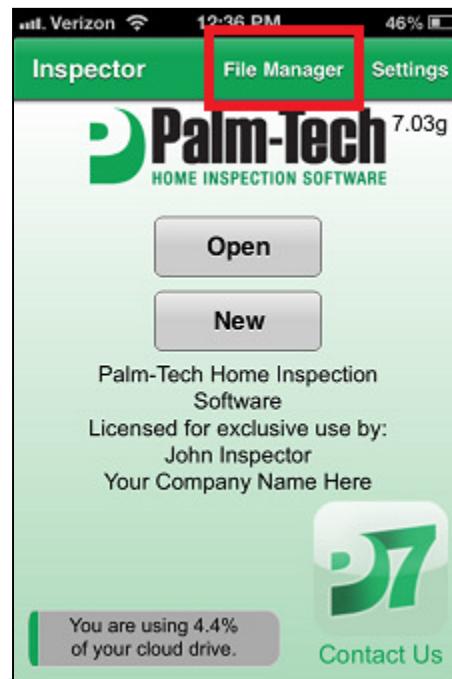 Verizon 12:36 PM 46%
Inspector File Manager Settings
Palm-Tech 7.03g
HOME INSPECTION SOFTWARE
Open
New
Palm-Tech Home Inspection
Software
Licensed for exclusive use by:
John Inspector
Your Company Name Here
P7
You are using 4.4%
of your cloud drive.
Contact Us